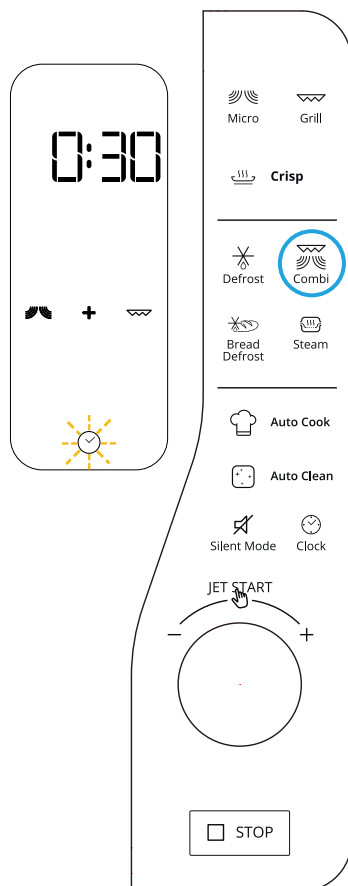 0:30
+
Micro Grill
Crisp
Defrost Combi
Bread Steam
Defrost
Auto Cook
Auto Clean
Silent Mode Clock
JET START
− +
STOP